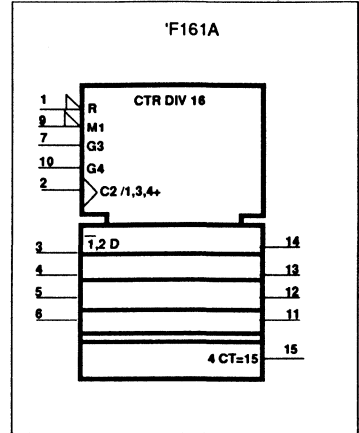 'F161A
CTR DIV 16
1 R
9 M1
7 G3
10 G4
2 C2 /1,3,4+
3 1̅,2 D 14
4 13
5 12
6 11
4 CT=15 15